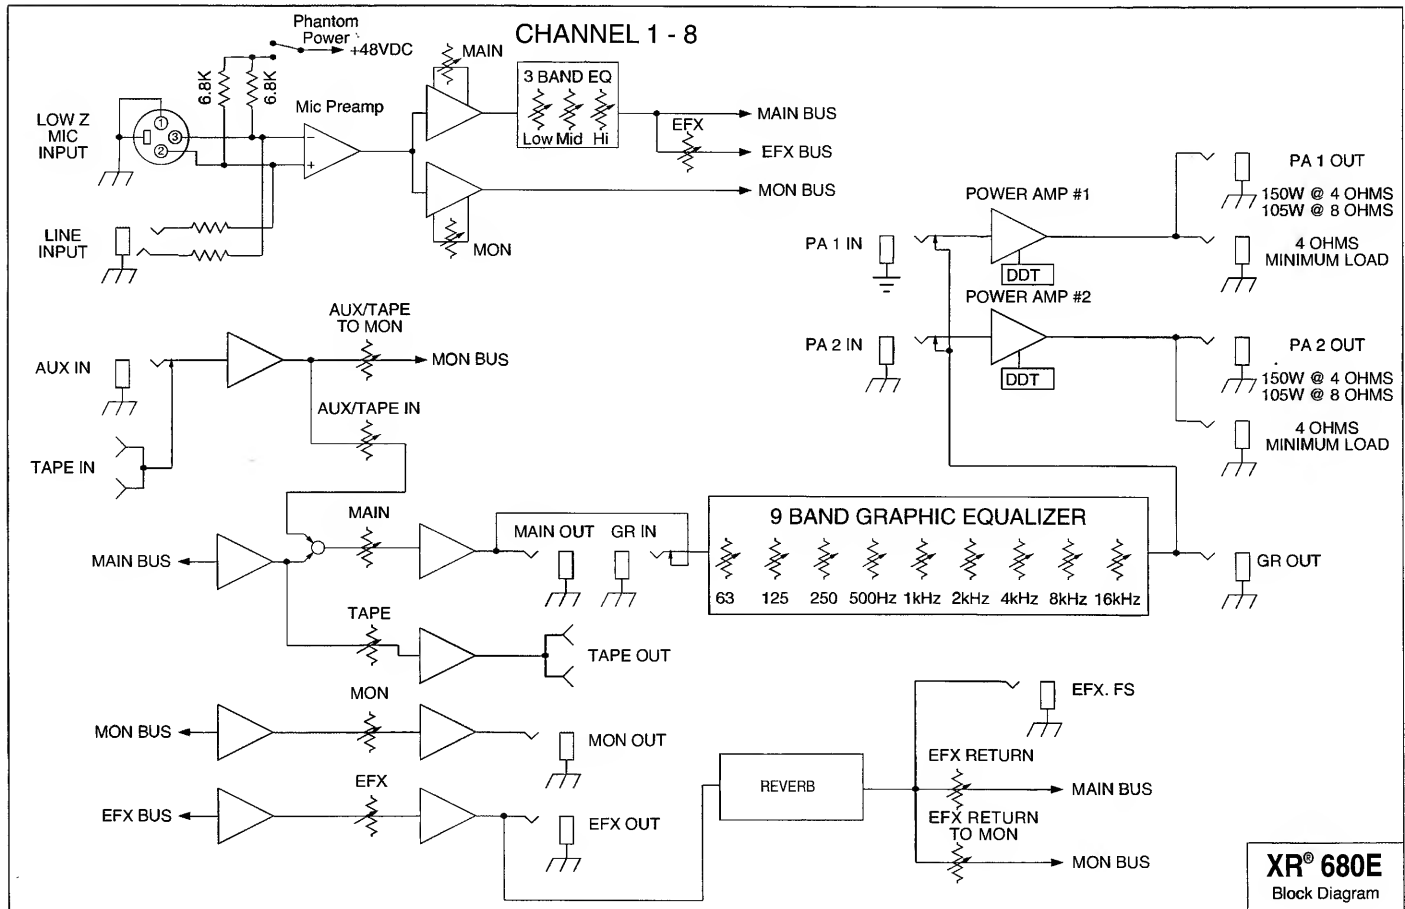 CHANNEL 1 - 8
Phantom
Power
+48VDC
6.8K
6.8K
LOW Z
MIC
INPUT
1
3
2
Mic Preamp
-
+
MAIN
3 BAND EQ
Low Mid Hi
MAIN BUS
EFX
EFX BUS
MON BUS
MON
LINE
INPUT
POWER AMP #1
PA 1 IN
DDT
PA 1 OUT
150W @ 4 OHMS
105W @ 8 OHMS
4 OHMS
MINIMUM LOAD
POWER AMP #2
PA 2 IN
DDT
PA 2 OUT
150W @ 4 OHMS
105W @ 8 OHMS
4 OHMS
MINIMUM LOAD
AUX/TAPE
TO MON
MON BUS
AUX IN
AUX/TAPE IN
TAPE IN
MAIN
MAIN BUS
MAIN OUT
GR IN
9 BAND GRAPHIC EQUALIZER
63 125 250 500Hz 1kHz 2kHz 4kHz 8kHz 16kHz
GR OUT
TAPE
TAPE OUT
MON
MON BUS
MON OUT
EFX
EFX BUS
EFX OUT
REVERB
EFX. FS
EFX RETURN
MAIN BUS
EFX RETURN
TO MON
MON BUS
XR® 680E
Block Diagram